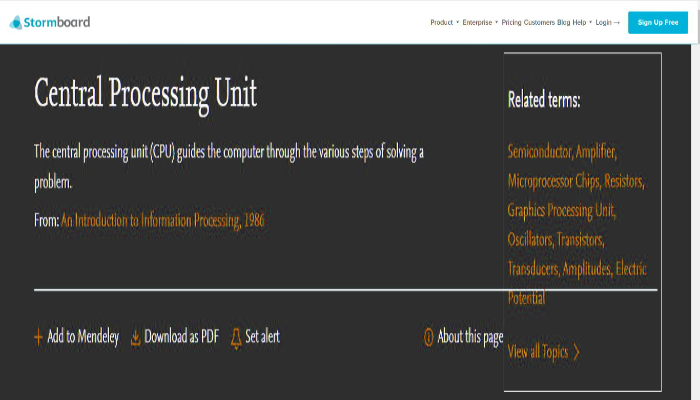 Stormboard
Product Enterprise Pricing Customers Blog Help Login → Sign Up Free
Central Processing Unit
The central processing unit (CPU) guides the computer through the various steps of solving a
problem.
From: An Introduction to Information Processing, 1986
Related terms:
Semiconductor, Amplifier,
Microprocessor Chips, Resistors,
Graphics Processing Unit,
Oscillators, Transistors,
Transducers, Amplitudes, Electric
Potential
View all Topics >
Add to Mendeley Download as PDF Set alert
About this page